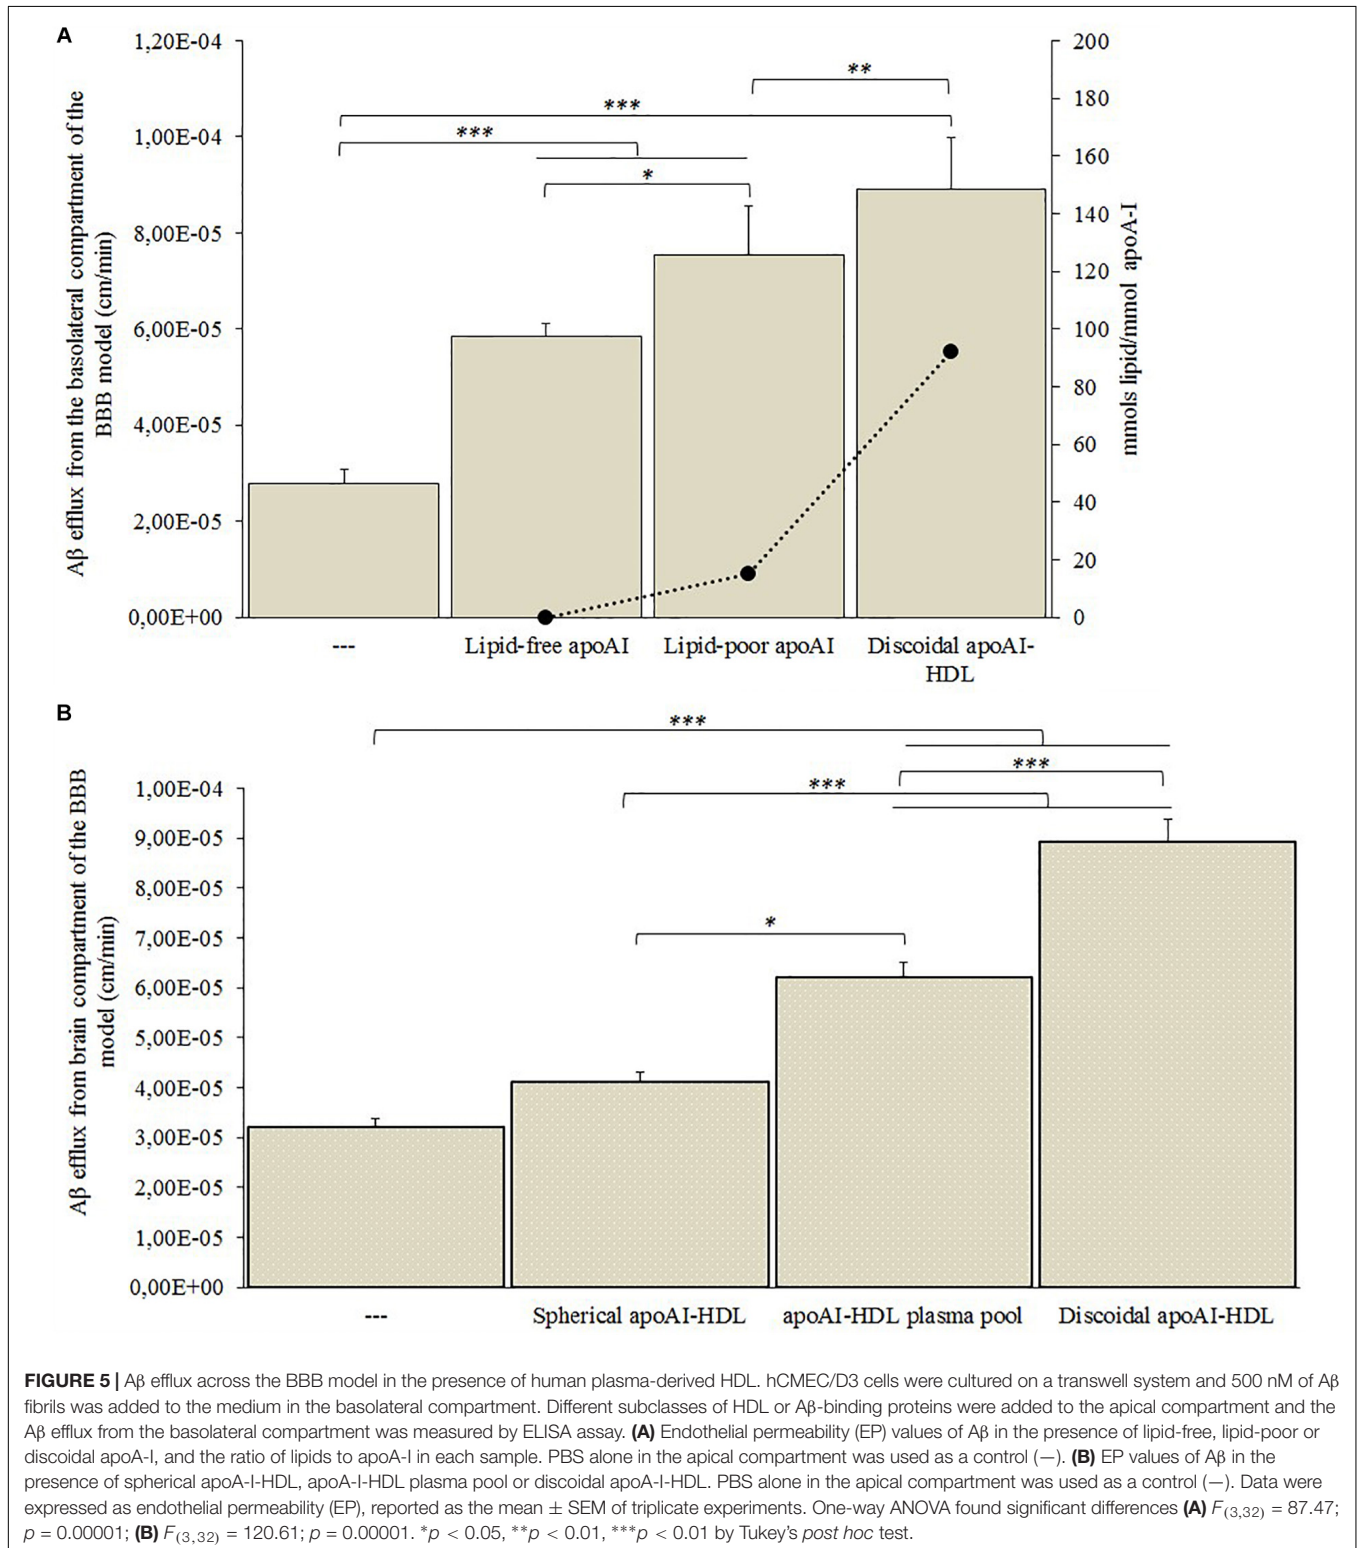 A
Aβ efflux from the basolateral compartment of the
BBB model (cm/min)
1,20E-04
1,00E-04
8,00E-05
6,00E-05
4,00E-05
2,00E-05
0,00E+00
**
***
***
*
200
180
160
140
120
100
80
60
40
20
0
mmols lipid/mmol apoA-I
---
Lipid-free apoAI
Lipid-poor apoAI
Discoidal apoAI-
HDL
B
Aβ efflux from brain compartment of the BBB
model (cm/min)
***
***
***
*
1,00E-04
9,00E-05
8,00E-05
7,00E-05
6,00E-05
5,00E-05
4,00E-05
3,00E-05
2,00E-05
1,00E-05
0,00E+00
---
Spherical apoAI-HDL
apoAI-HDL plasma pool
Discoidal apoAI-HDL
FIGURE 5 | Aβ efflux across the BBB model in the presence of human plasma-derived HDL. hCMEC/D3 cells were cultured on a transwell system and 500 nM of Aβ
fibrils was added to the medium in the basolateral compartment. Different subclasses of HDL or Aβ-binding proteins were added to the apical compartment and the
Aβ efflux from the basolateral compartment was measured by ELISA assay. (A) Endothelial permeability (EP) values of Aβ in the presence of lipid-free, lipid-poor or
discoidal apoA-I, and the ratio of lipids to apoA-I in each sample. PBS alone in the apical compartment was used as a control (—). (B) EP values of Aβ in the
presence of spherical apoA-I-HDL, apoA-I-HDL plasma pool or discoidal apoA-I-HDL. PBS alone in the apical compartment was used as a control (—). Data were
expressed as endothelial permeability (EP), reported as the mean ± SEM of triplicate experiments. One-way ANOVA found significant differences (A) F(3,32) = 87.47;
p = 0.00001; (B) F(3,32) = 120.61; p = 0.00001. *p < 0.05, **p < 0.01, ***p < 0.01 by Tukey's post hoc test.